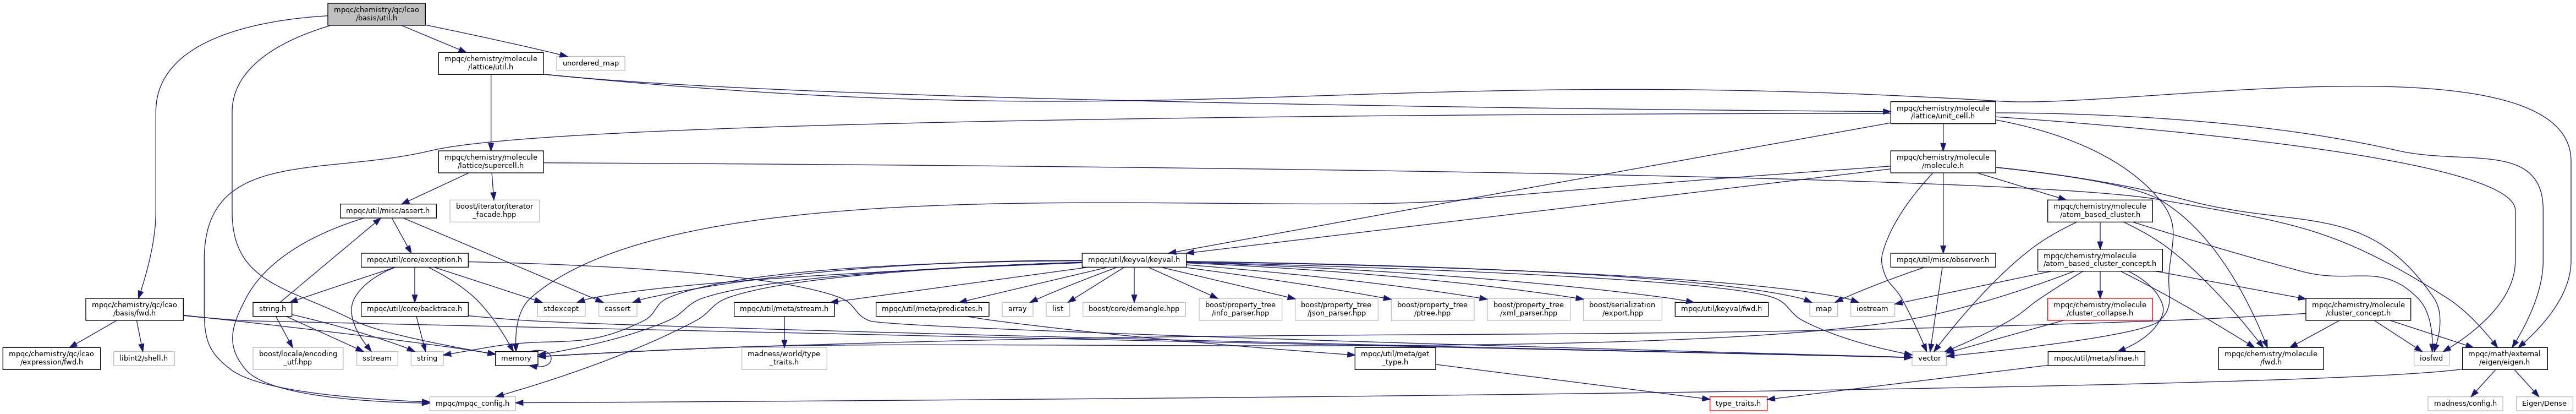 mpqc/chemistry/qc/lcao
/basis/util.h
mpqc/chemistry/molecule
/lattice/util.h
unordered_map
mpqc/chemistry/molecule
/lattice/unit_cell.h
mpqc/chemistry/molecule
/lattice/supercell.h
mpqc/chemistry/molecule
/molecule.h
mpqc/util/misc/assert.h
boost/iterator/iterator
_facade.hpp
mpqc/chemistry/molecule
/atom_based_cluster.h
mpqc/util/core/exception.h
mpqc/util/keyval/keyval.h
mpqc/util/misc/observer.h
mpqc/chemistry/molecule
/atom_based_cluster_concept.h
mpqc/chemistry/qc/lcao
/basis/fwd.h
string.h
mpqc/util/core/backtrace.h
stdexcept
cassert
mpqc/util/meta/stream.h
mpqc/util/meta/predicates.h
array
list
boost/core/demangle.hpp
boost/property_tree
/info_parser.hpp
boost/property_tree
/json_parser.hpp
boost/property_tree
/ptree.hpp
boost/property_tree
/xml_parser.hpp
boost/serialization
/export.hpp
mpqc/util/keyval/fwd.h
map
iostream
mpqc/chemistry/molecule
/cluster_collapse.h
mpqc/chemistry/molecule
/cluster_concept.h
mpqc/chemistry/qc/lcao
/expression/fwd.h
libint2/shell.h
boost/locale/encoding
_utf.hpp
sstream
string
memory
madness/world/type
_traits.h
mpqc/util/meta/get
_type.h
vector
mpqc/util/meta/sfinae.h
mpqc/chemistry/molecule
/fwd.h
iosfwd
mpqc/math/external
/eigen/eigen.h
mpqc/mpqc_config.h
type_traits.h
madness/config.h
Eigen/Dense